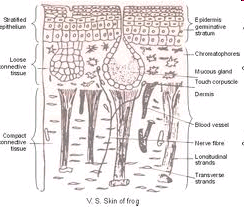 Stratified
epithelium
Loose
connective
tissue
Compact
connective
tissue
Epidermis
germinative
stratum
Chromatophores
Mucous gland
Touch corpuscle
Dermis
Blood vessel
Nerve fibre
Longitudinal
strands
Transverse
strands
V. S. Skin of frog